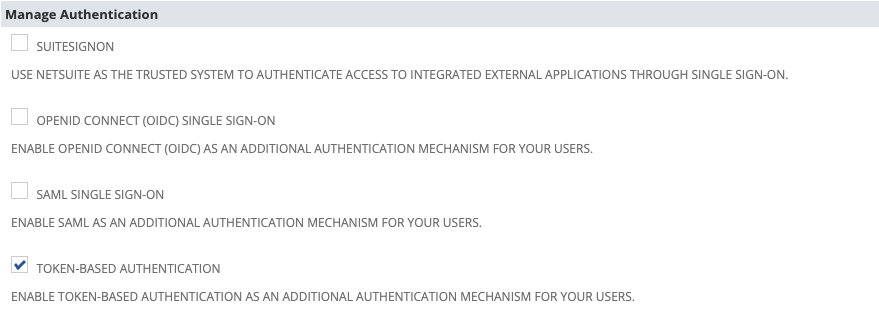 Manage Authentication
SUITESIGNON
USE NETSUITE AS THE TRUSTED SYSTEM TO AUTHENTICATE ACCESS TO INTEGRATED EXTERNAL APPLICATIONS THROUGH SINGLE SIGN-ON.
OPENID CONNECT (OIDC) SINGLE SIGN-ON
ENABLE OPENID CONNECT (OIDC) AS AN ADDITIONAL AUTHENTICATION MECHANISM FOR YOUR USERS.
SAML SINGLE SIGN-ON
ENABLE SAML AS AN ADDITIONAL AUTHENTICATION MECHANISM FOR YOUR USERS.
TOKEN-BASED AUTHENTICATION
ENABLE TOKEN-BASED AUTHENTICATION AS AN ADDITIONAL AUTHENTICATION MECHANISM FOR YOUR USERS.